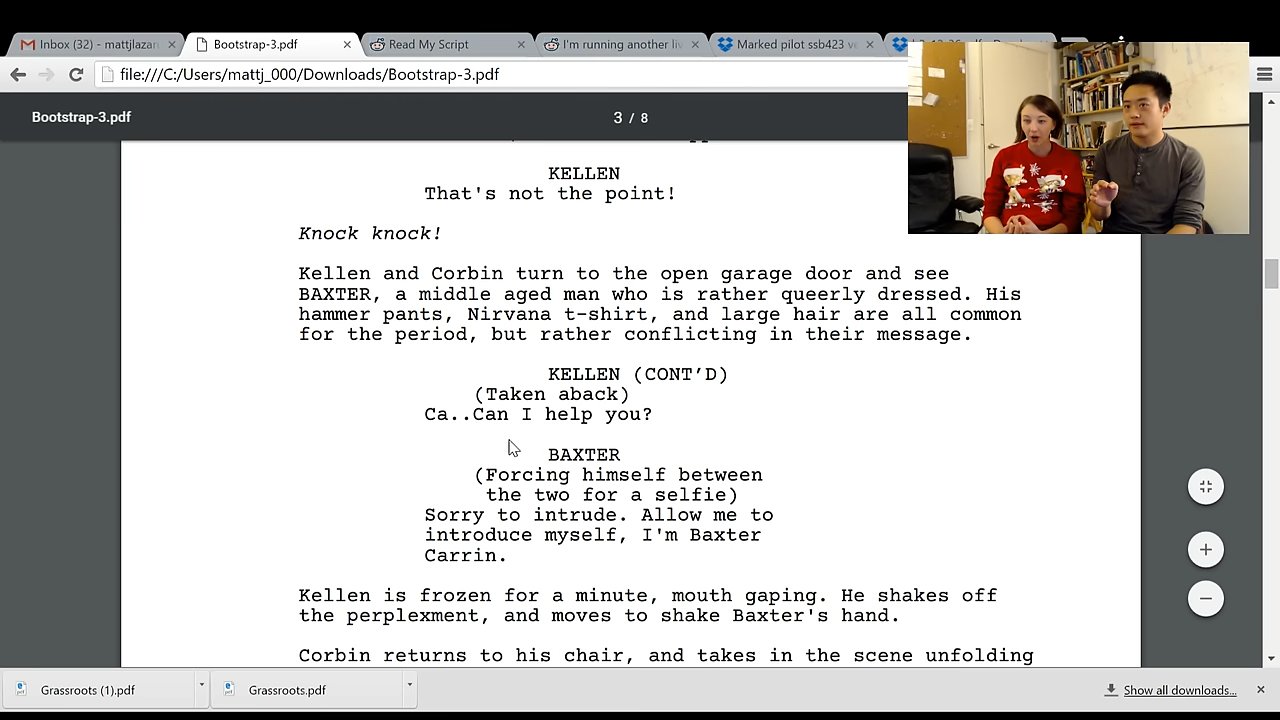 Inbox (32) - mattjlazar
Bootstrap-3.pdf
Read My Script
I'm running another liv
Marked pilot ssb423 ve
file:///C:/Users/mattj_000/Downloads/Bootstrap-3.pdf
Bootstrap-3.pdf
3 / 8
KELLEN
That's not the point!
Knock knock!
Kellen and Corbin turn to the open garage door and see
BAXTER, a middle aged man who is rather queerly dressed. His
hammer pants, Nirvana t-shirt, and large hair are all common
for the period, but rather conflicting in their message.
KELLEN (CONT'D)
(Taken aback)
Ca..Can I help you?
BAXTER
(Forcing himself between
the two for a selfie)
Sorry to intrude. Allow me to
introduce myself, I'm Baxter
Carrin.
Kellen is frozen for a minute, mouth gaping. He shakes off
the perplexment, and moves to shake Baxter's hand.
Corbin returns to his chair, and takes in the scene unfolding
Grassroots (1).pdf
Grassroots.pdf
Show all downloads...